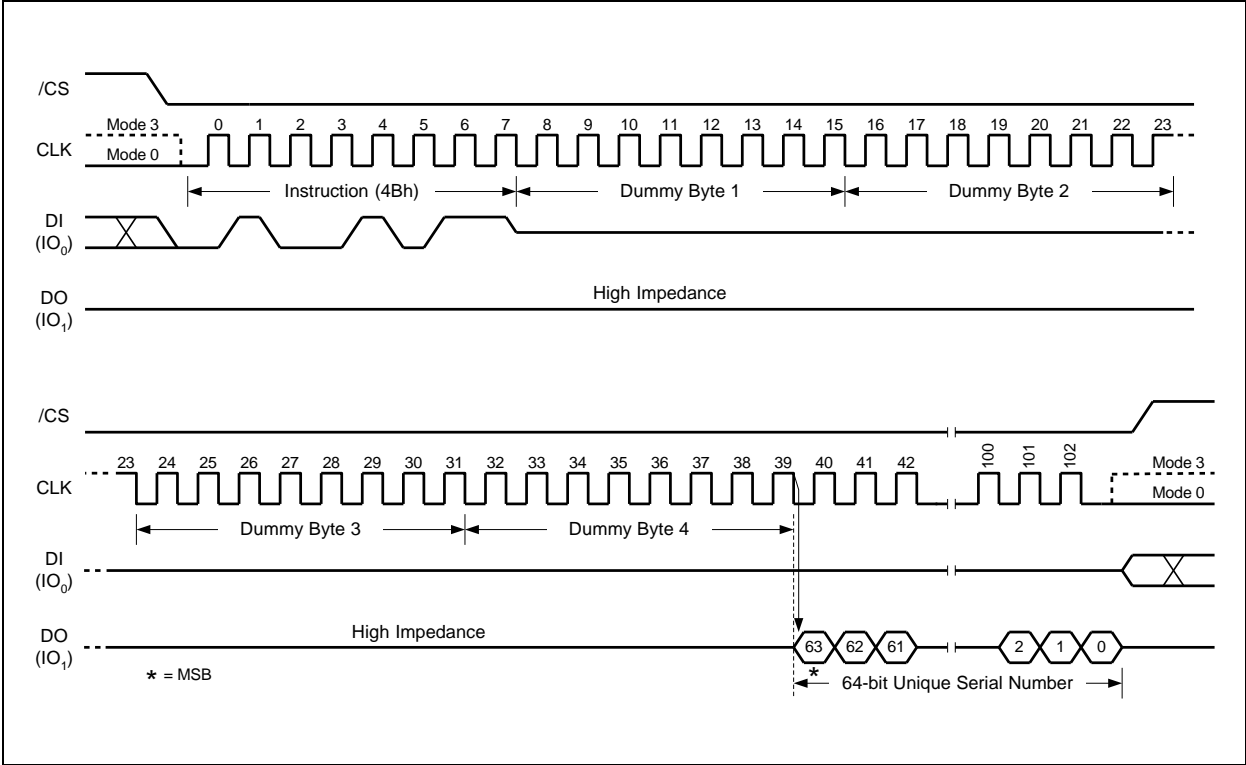 /CS
Mode 3
0 1 2 3 4 5 6 7 8 9 10 11 12 13 14 15 16 17 18 19 20 21 22 23
CLK
Mode 0
Instruction (4Bh)
Dummy Byte 1
Dummy Byte 2
DI
(IO0)
High Impedance
DO
(IO1)
/CS
23 24 25 26 27 28 29 30 31 32 33 34 35 36 37 38 39 40 41 42 100 101 102
Mode 3
CLK
Mode 0
Dummy Byte 3
Dummy Byte 4
DI
(IO0)
High Impedance
DO
(IO1)
63 62 61 2 1 0
* = MSB
*
64-bit Unique Serial Number